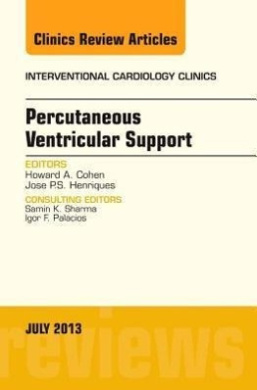 Clinics Review Articles
INTERVENTIONAL CARDIOLOGY CLINICS
Percutaneous
Ventricular Support
EDITORS
Howard A. Cohen
Jose P.S. Henriques
CONSULTING EDITORS
Samin K. Sharma
Igor F. Palacios
JULY 2013
reviews